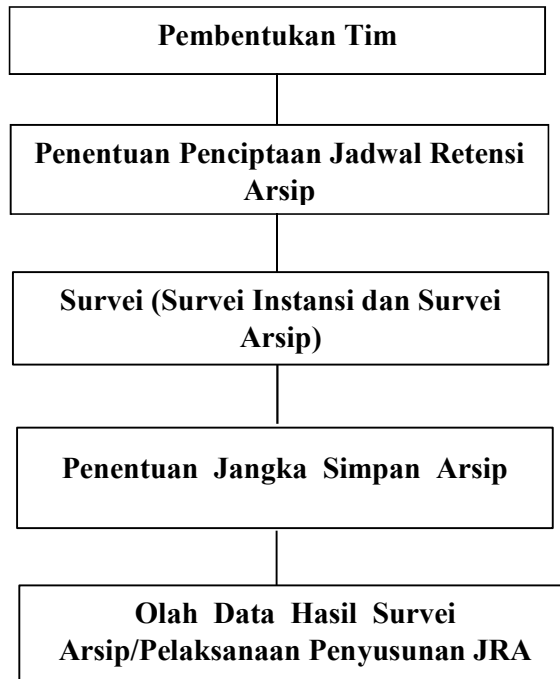 Pembentukan Tim
Penentuan Penciptaan Jadwal Retensi
Arsip
Survei (Survei Instansi dan Survei
Arsip)
Penentuan Jangka Simpan Arsip
Olah Data Hasil Survei
Arsip/Pelaksanaan Penyusunan JRA